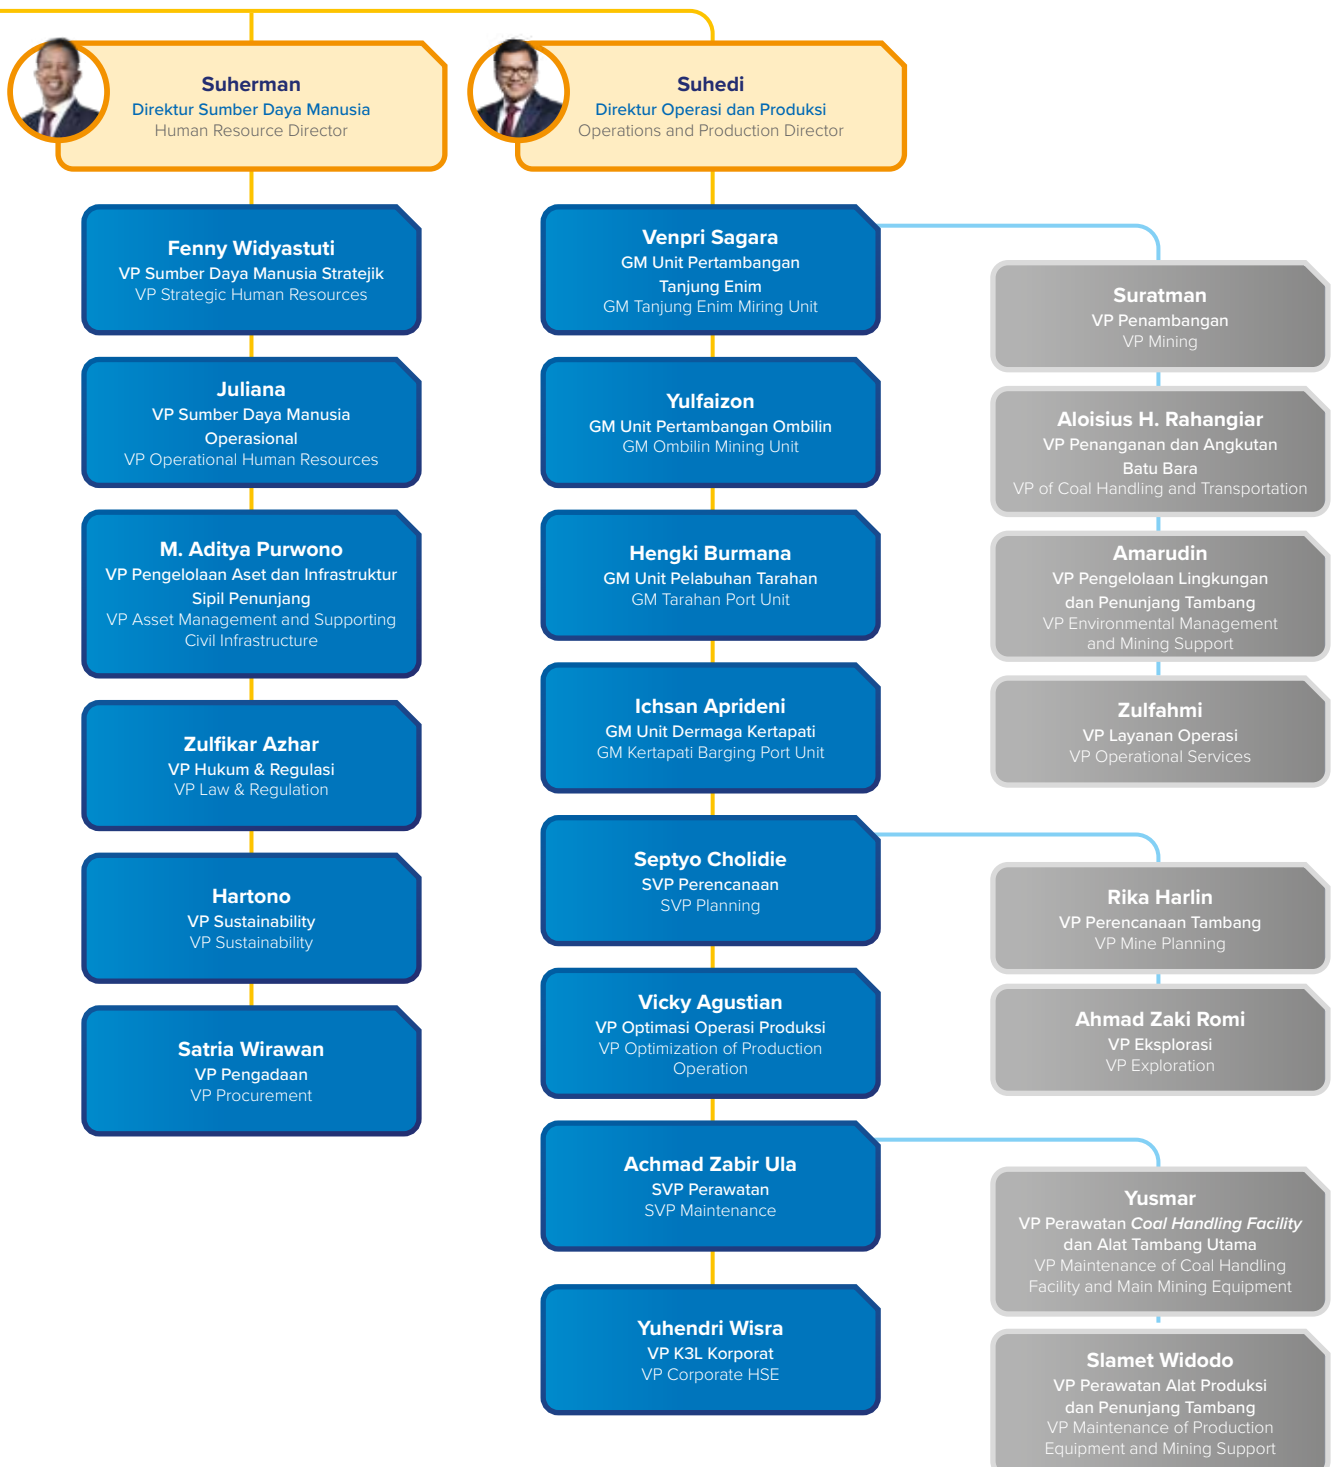 Suherman
Direktur Sumber Daya Manusia
Human Resource Director
Fenny Widyastuti
VP Sumber Daya Manusia Stratejik
VP Strategic Human Resources
Juliana
VP Sumber Daya Manusia
Operasional
VP Operational Human Resources
M. Aditya Purwono
VP Pengelolaan Aset dan Infrastruktur
Sipil Penunjang
VP Asset Management and Supporting
Civil Infrastructure
Zulfikar Azhar
VP Hukum & Regulasi
VP Law & Regulation
Hartono
VP Sustainability
VP Sustainability
Satria Wirawan
VP Pengadaan
VP Procurement
Suhedi
Direktur Operasi dan Produksi
Operations and Production Director
Venpri Sagara
GM Unit Pertambangan
Tanjung Enim
GM Tanjung Enim Miring Unit
Yulfaizon
GM Unit Pertambangan Ombilin
GM Ombilin Mining Unit
Hengki Burmana
GM Unit Pelabuhan Tarahan
GM Tarahan Port Unit
Ichsan Aprideni
GM Unit Dermaga Kertapati
GM Kertapati Barging Port Unit
Septyo Cholidie
SVP Perencanaan
SVP Planning
Vicky Agustian
VP Optimasi Operasi Produksi
VP Optimization of Production
Operation
Achmad Zabir Ula
SVP Perawatan
SVP Maintenance
Yuhendri Wisra
VP K3L Korporat
VP Corporate HSE
Suratman
VP Penambangan
VP Mining
Aloisius H. Rahangiar
VP Penanganan dan Angkutan
Batu Bara
VP of Coal Handling and Transportation
Amarudin
VP Pengelolaan Lingkungan
dan Penunjang Tambang
VP Environmental Management
and Mining Support
Zulfahmi
VP Layanan Operasi
VP Operational Services
Rika Harlin
VP Perencanaan Tambang
VP Mine Planning
Ahmad Zaki Romi
VP Eksplorasi
VP Exploration
Yusmar
VP Perawatan Coal Handling Facility
dan Alat Tambang Utama
VP Maintenance of Coal Handling
Facility and Main Mining Equipment
Slamet Widodo
VP Perawatan Alat Produksi
dan Penunjang Tambang
VP Maintenance of Production
Equipment and Mining Support